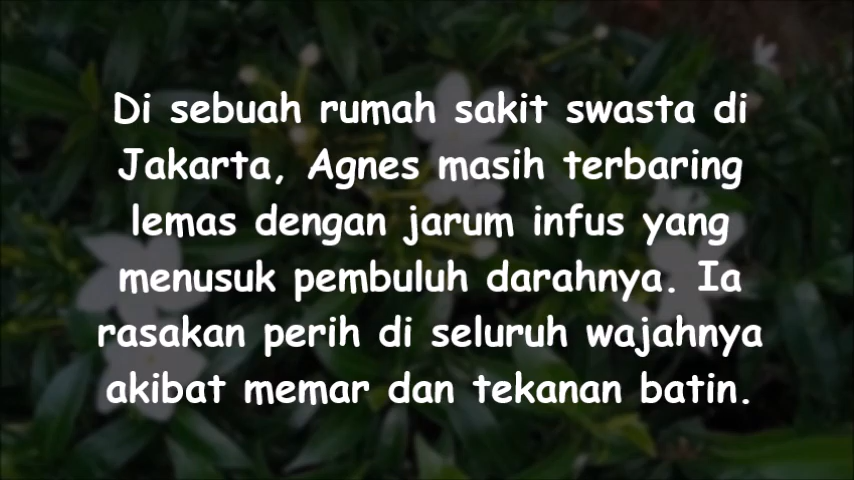 Di sebuah rumah sakit swasta di
Jakarta, Agnes masih terbaring
lemas dengan jarum infus yang
menusuk pembuluh darahnya. Ia
rasakan perih di seluruh wajahnya
akibat memar dan tekanan batin.